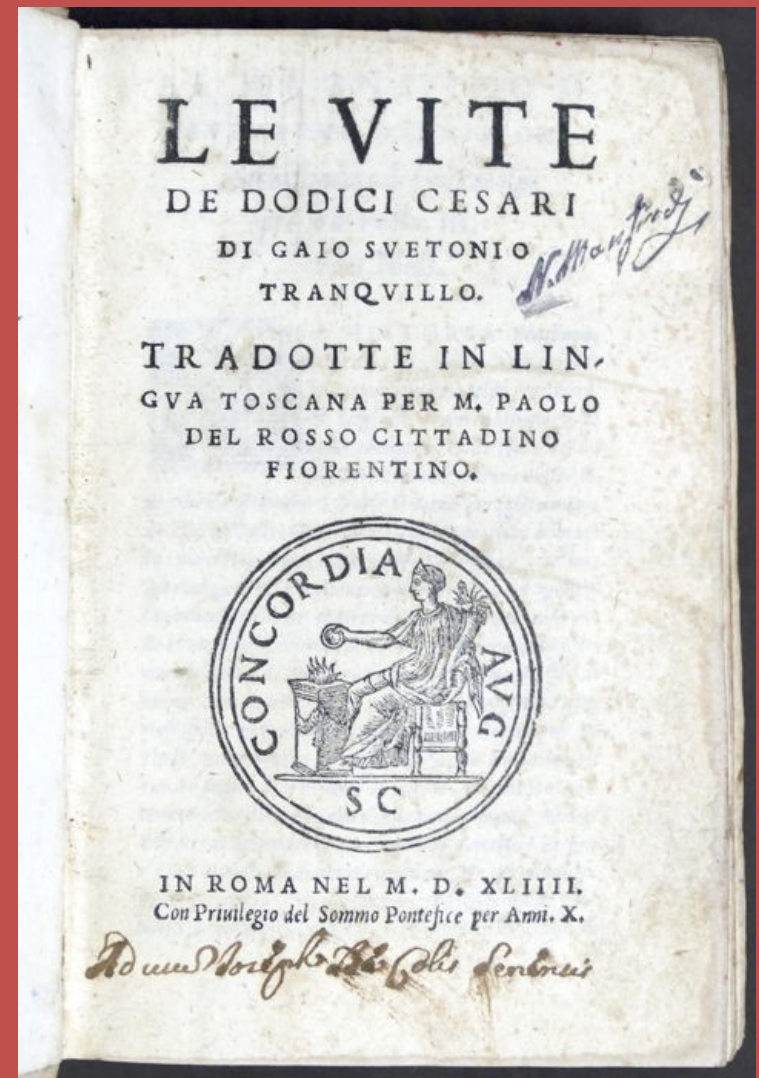 LE VITE
DE DODICI CESARI
DI GAIO SVETONIO
TRANQVILLO.
TRADOTTE IN LIN-
GVA TOSCANA PER M. PAOLO
DEL ROSSO CITTADINO
FIORENTINO.
CONCORDIA AVG
SC
IN ROMA NEL M. D. XLIIII.
Con Priuilegio del Sommo Pontefice per Anni. X.